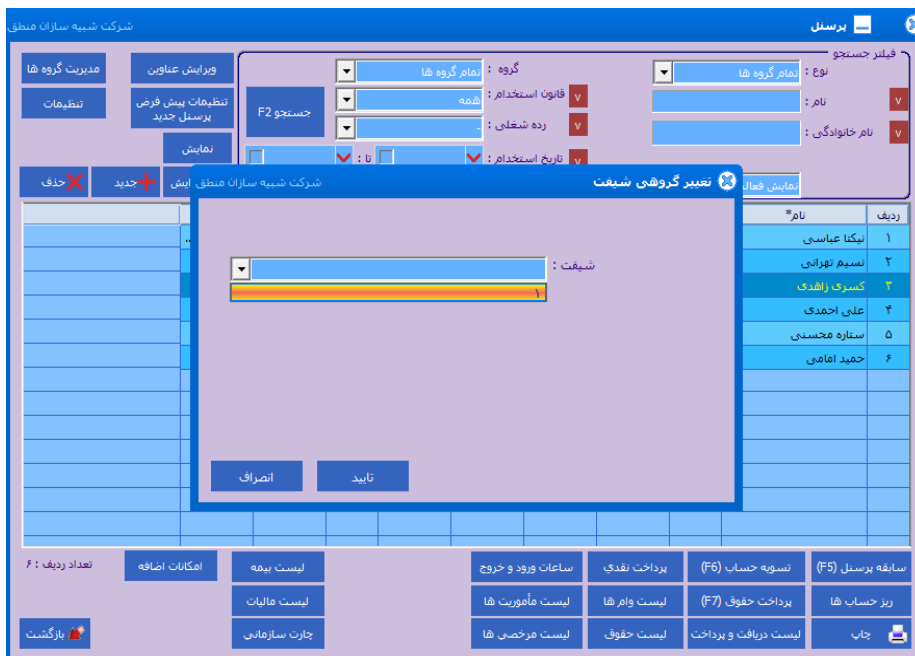 پرسنل
شرکت شبیه سازان منطق
فیلتر جستجو
نوع : تمام گروه ها
گروه : تمام گروه ها
ویرایش عناوین
مدیریت گروه ها
v نام :
v قانون استخدام : همه
جستجو F2
تنظیمات پیش فرض
پرسنل جدید
تنظیمات
v نام خانوادگی :
v رده شغلی : -
نمایش
v تاریخ استخدام : تا :
نمایش فعال
ایش
جدید
حذف
تغییر گروهی شیفت
شرکت شبیه سازان منطق
شیفت :
۱
تایید
انصراف
ردیف نام*
۱ نیکتا عباسی
۲ نسیم تهرانی
۳ کسری زاهدی
۴ علی احمدی
۵ ستاره محسنی
۶ حمید امامی
..
سابقه پرسنل (F5) تسویه حساب (F6) پرداخت نقدي ساعات ورود و خروج لیست بیمه امکانات اضافه تعداد ردیف : ۶
ریز حساب ها پرداخت حقوق (F7) لیست وام ها لیست مأموریت ها لیست مالیات
چاپ لیست دریافت و پرداخت لیست حقوق لیست مرخصی ها چارت سازمانی بازگشت